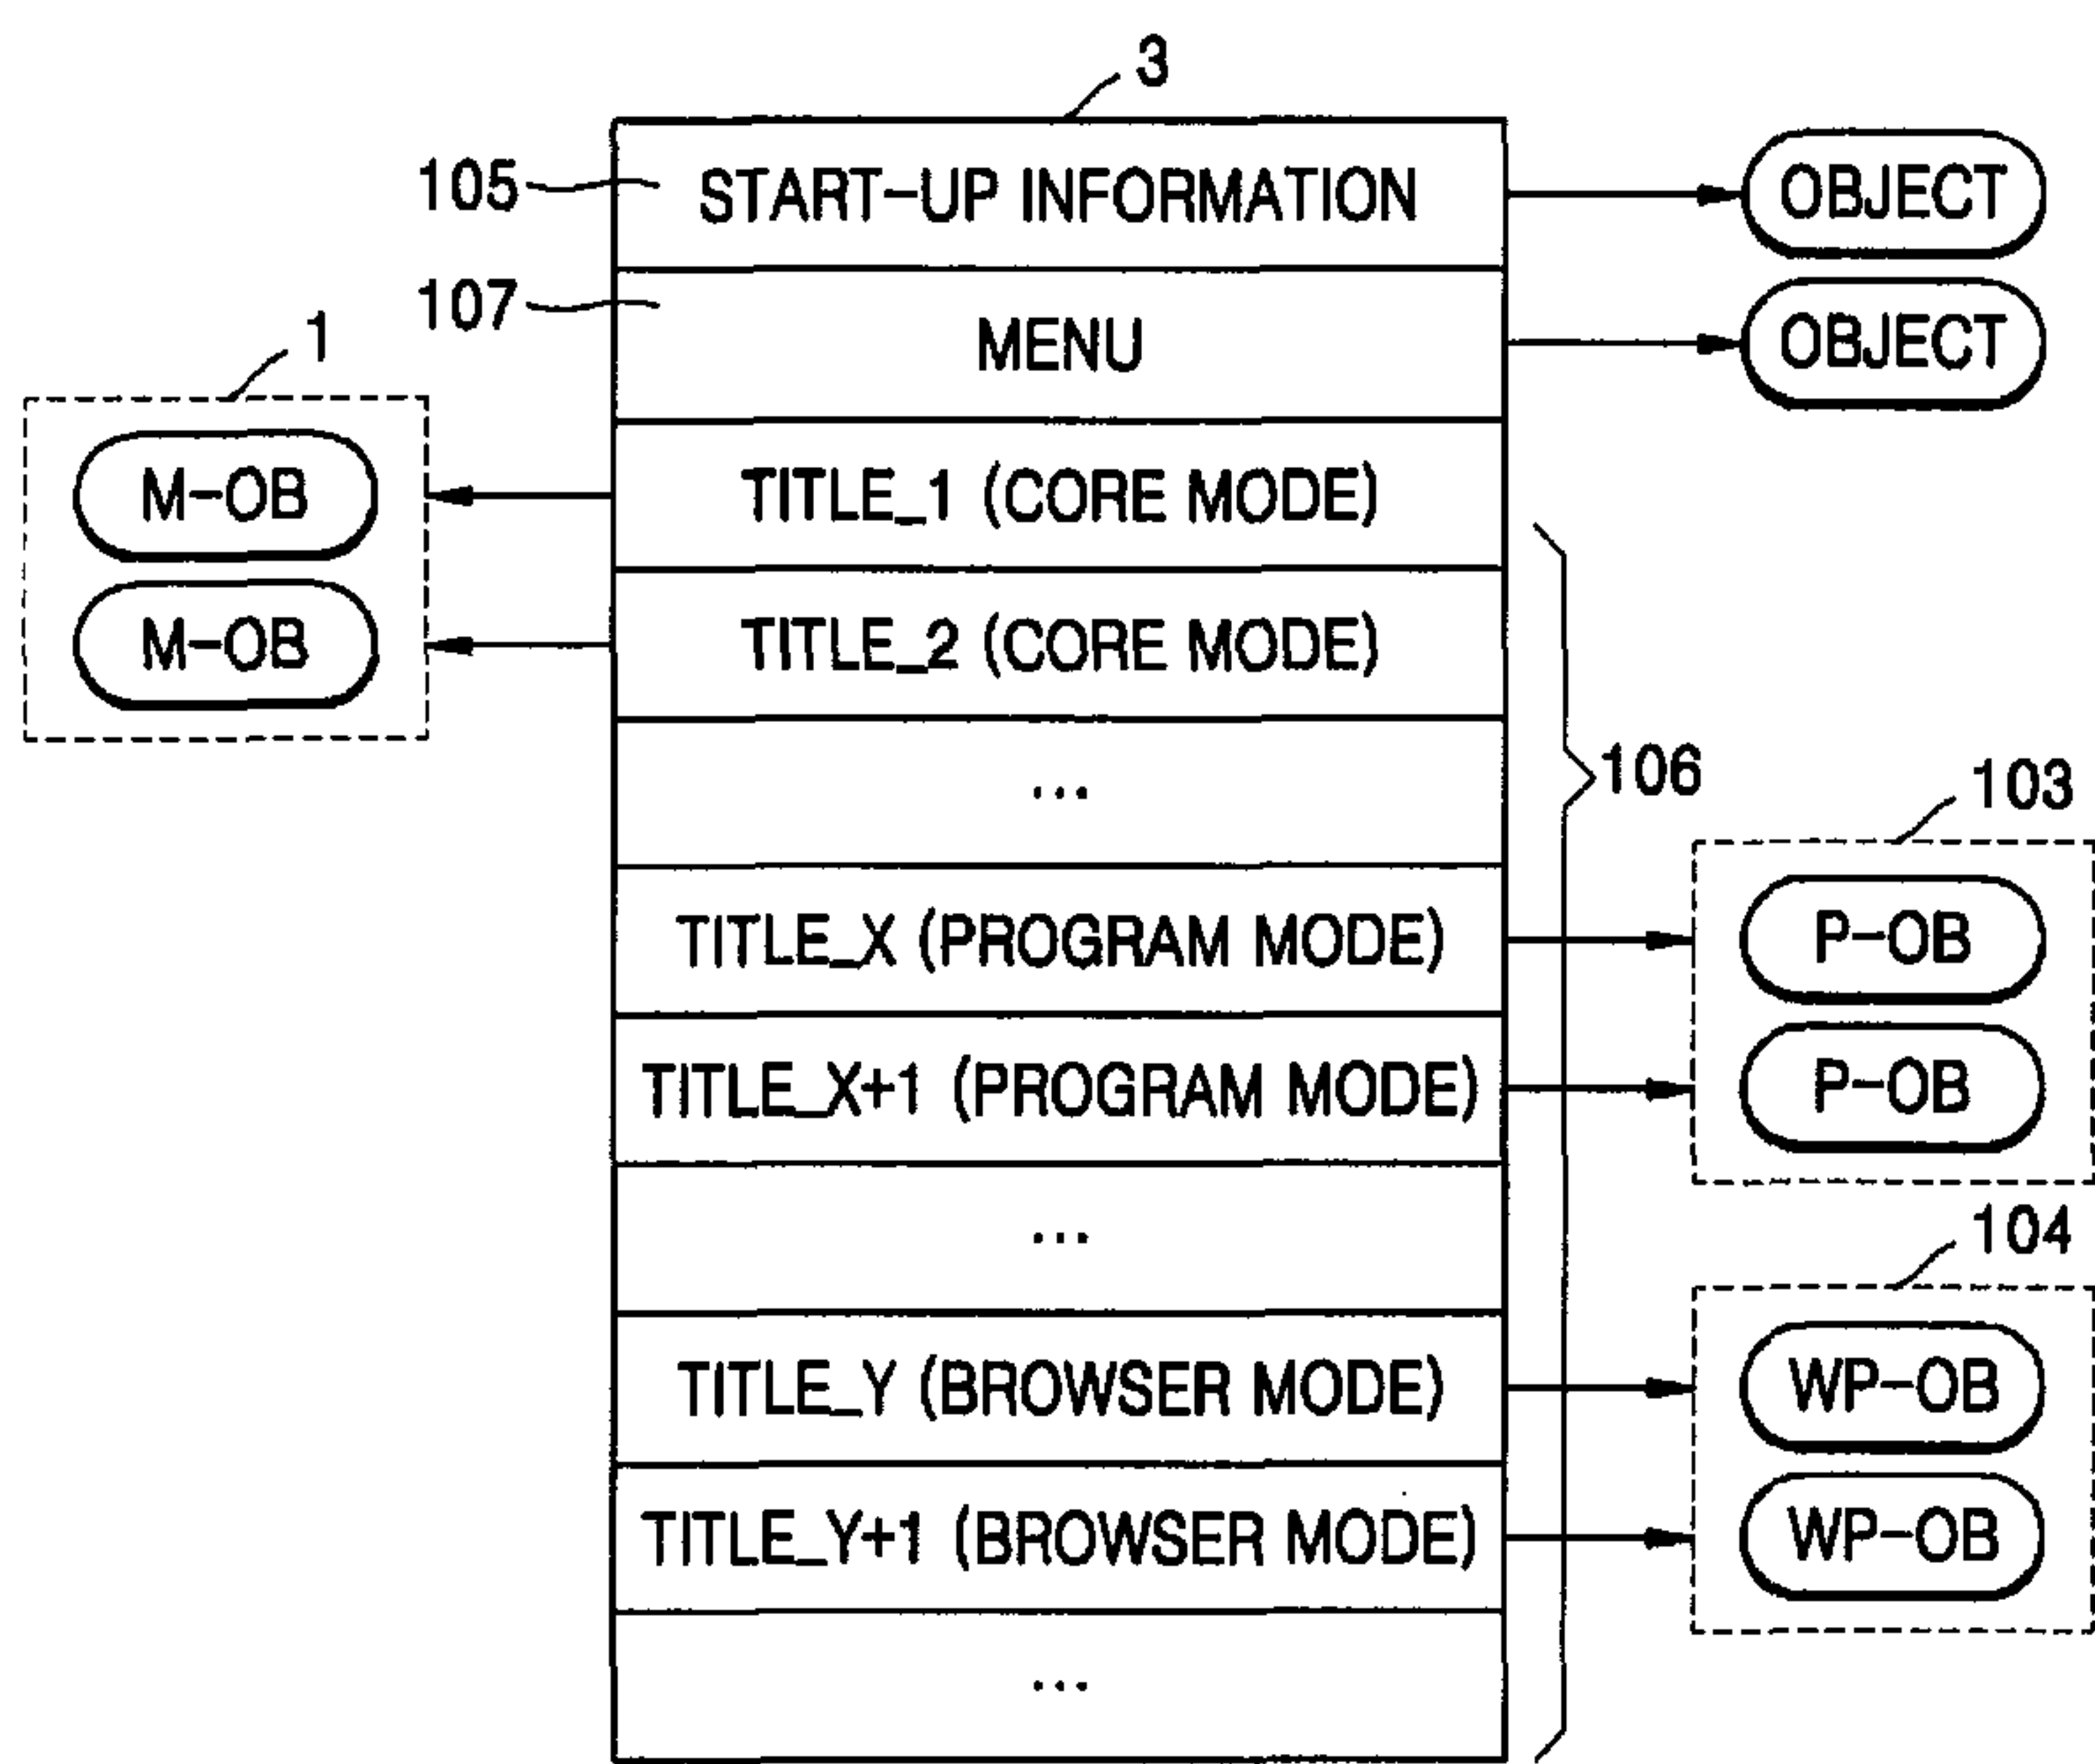 3
105
START-UP INFORMATION
OBJECT
107
MENU
OBJECT
1
M-OB
TITLE_1 (CORE MODE)
M-OB
TITLE_2 (CORE MODE)
...
106
103
TITLE_X (PROGRAM MODE)
P-OB
TITLE_X+1 (PROGRAM MODE)
P-OB
...
104
TITLE_Y (BROWSER MODE)
WP-OB
TITLE_Y+1 (BROWSER MODE)
WP-OB
...